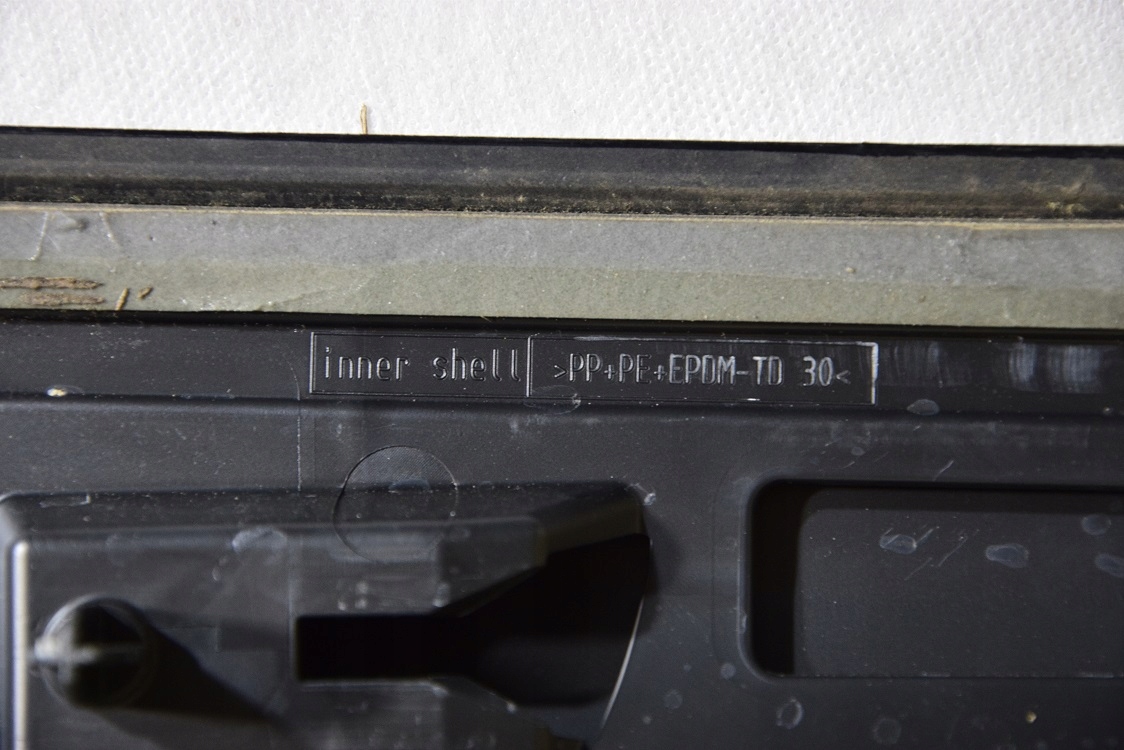 inner shell >PP+PE+EPDM-TD 30<